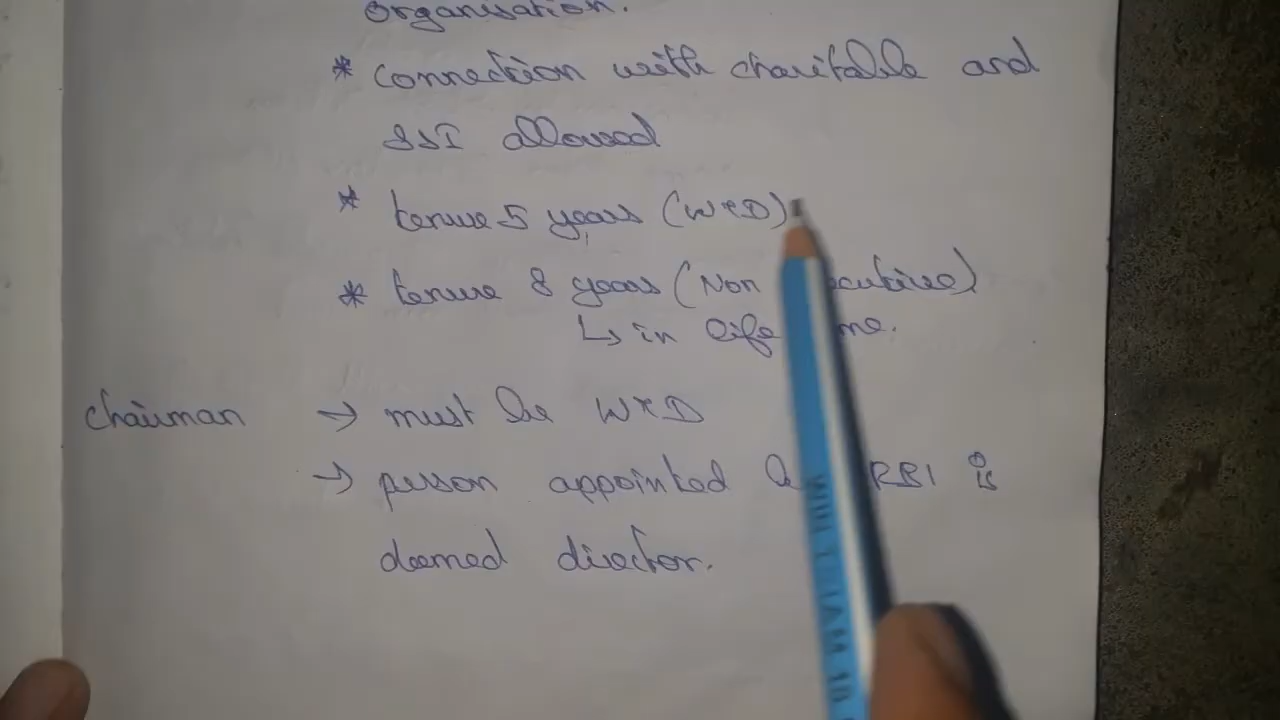 Organisation.
* connection with charitable and
SSI allowed
* tenure 5 years (WTD)
* tenure 8 years (Non
↳ in life
chairman → must be WTD
→ person appointed RBI is
deemed director.